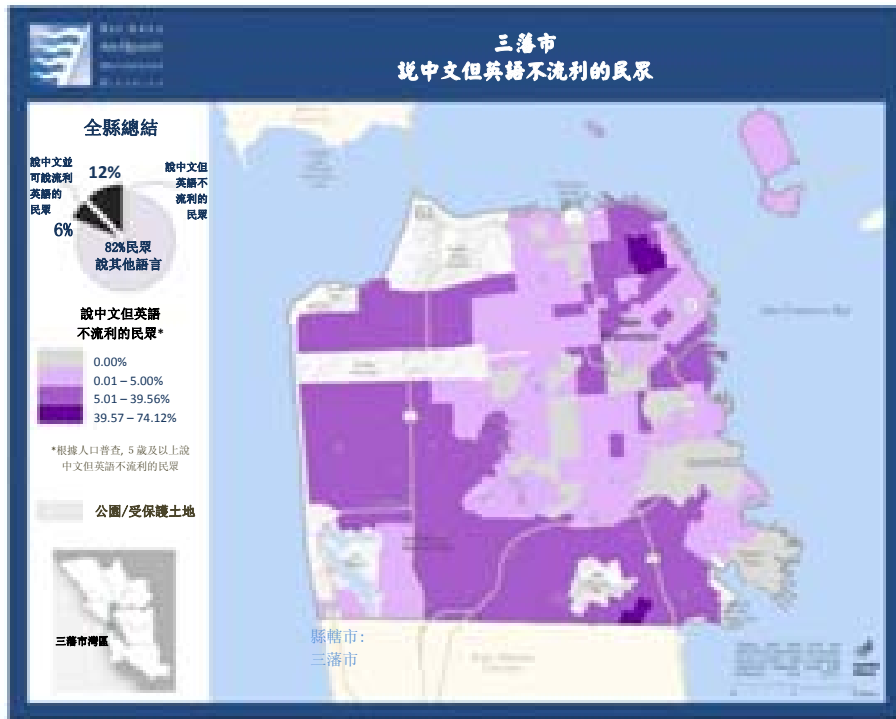 三藩市
說中文但英語不流利的民眾
全縣總結
說中文並
可說流利
英語的
民眾
12%
說中文但
英語不
流利的
民眾
6%
82%民眾
說其他語言
說中文但英語
不流利的民眾*
0.00%
0.01 – 5.00%
5.01 – 39.56%
39.57 – 74.12%
*根據人口普查, 5 歲及以上說
中文但英語不流利的民眾
公園/受保護土地
三藩市灣區
縣轄市:
三藩市